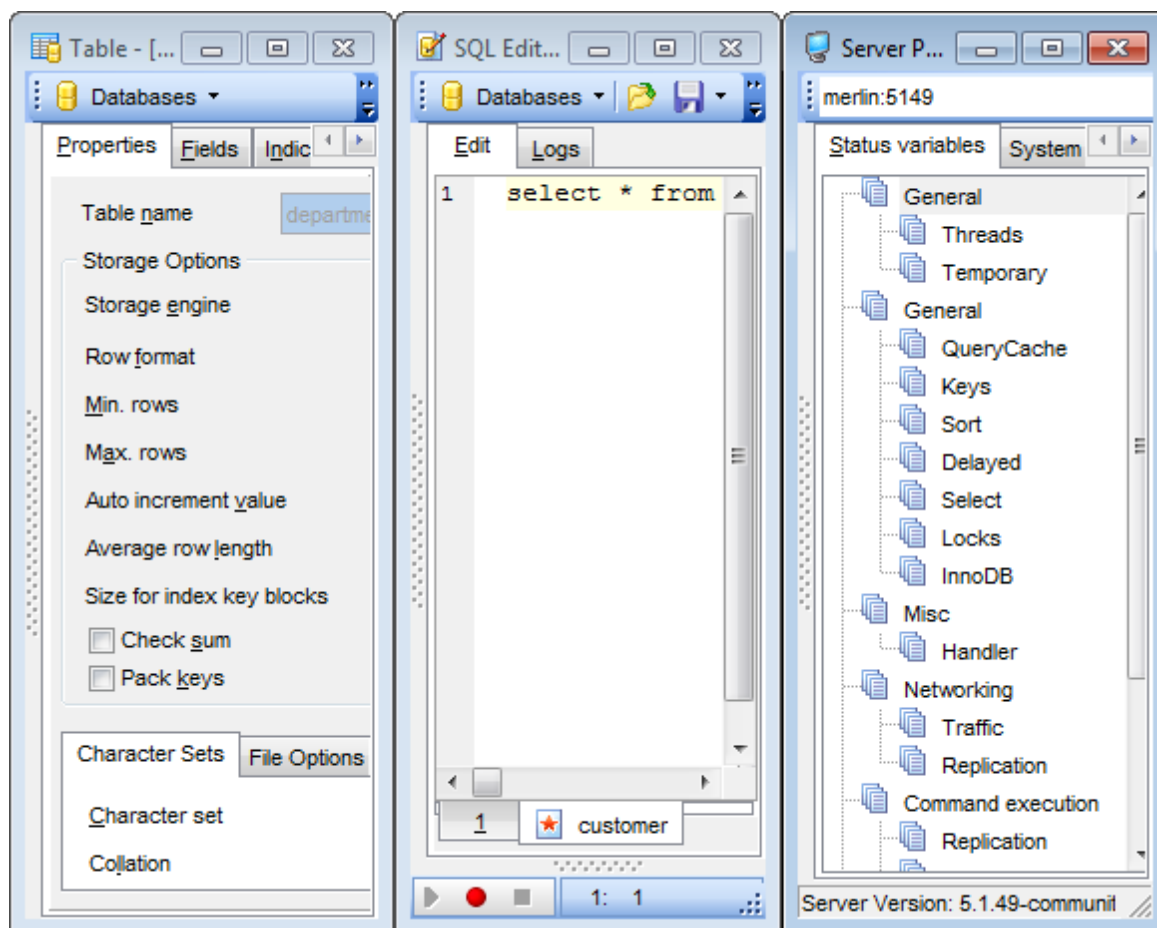 Table - [...
Databases
Properties Fields Indic
Table name departme
Storage Options
Storage engine
Row format
Min. rows
Max. rows
Auto increment value
Average row length
Size for index key blocks
Check sum
Pack keys
Character Sets File Options
Character set
Collation
SQL Edit...
Databases
Edit Logs
1 select * from
1 customer
1: 1
Server P...
merlin:5149
Status variables System
General
Threads
Temporary
General
QueryCache
Keys
Sort
Delayed
Select
Locks
InnoDB
Misc
Handler
Networking
Traffic
Replication
Command execution
Replication
Server Version: 5.1.49-communit